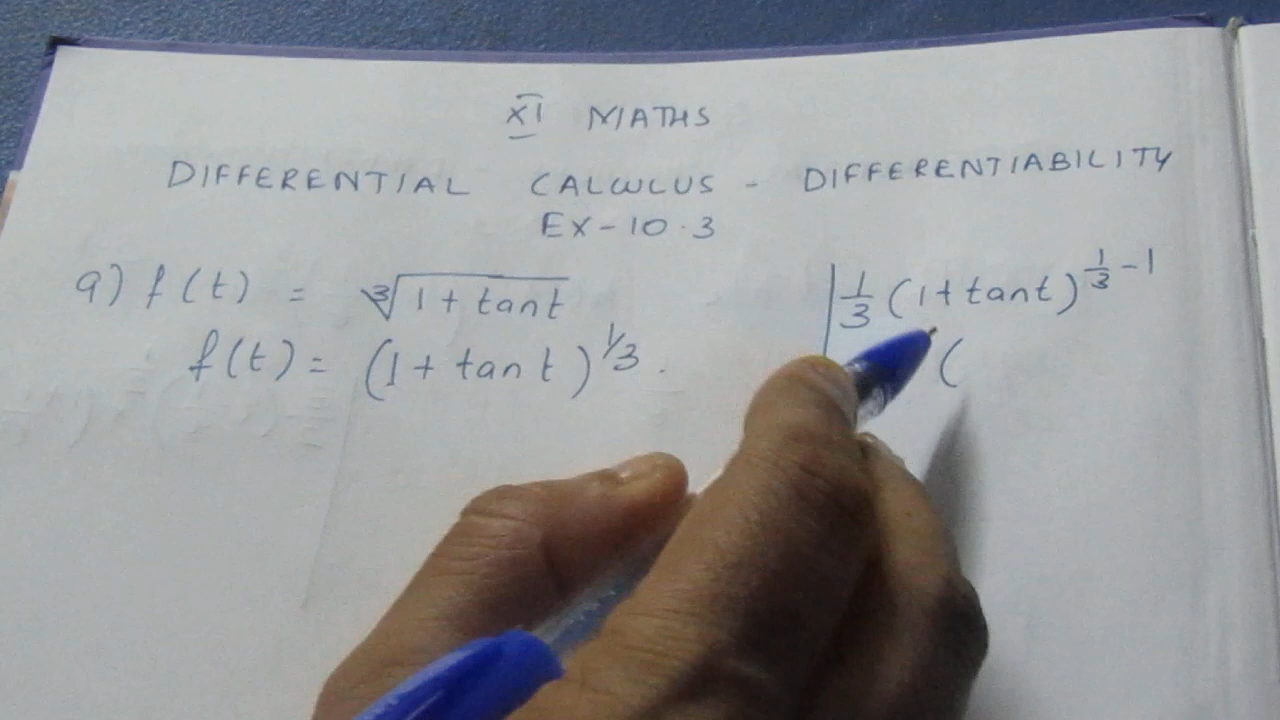 XI MATHS
DIFFERENTIAL CALCULUS - DIFFERENTIABILITY
EX-10.3
9) f(t) = ∛(1 + tant)
f(t) = (1 + tan t)^1/3.
1/3 (1 + tant)^(1/3 - 1)
(